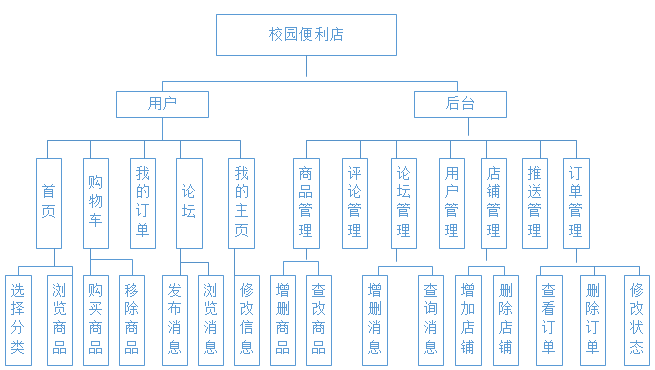 校园便利店
用户
后台
首页
购物车
我的订单
论坛
我的主页
商品管理
评论管理
论坛管理
用户管理
店铺管理
推送管理
订单管理
选择分类
浏览商品
购买商品
移除商品
发布消息
浏览消息
修改信息
增删商品
查改商品
增删消息
查询消息
增加店铺
删除店铺
查看订单
删除订单
修改状态